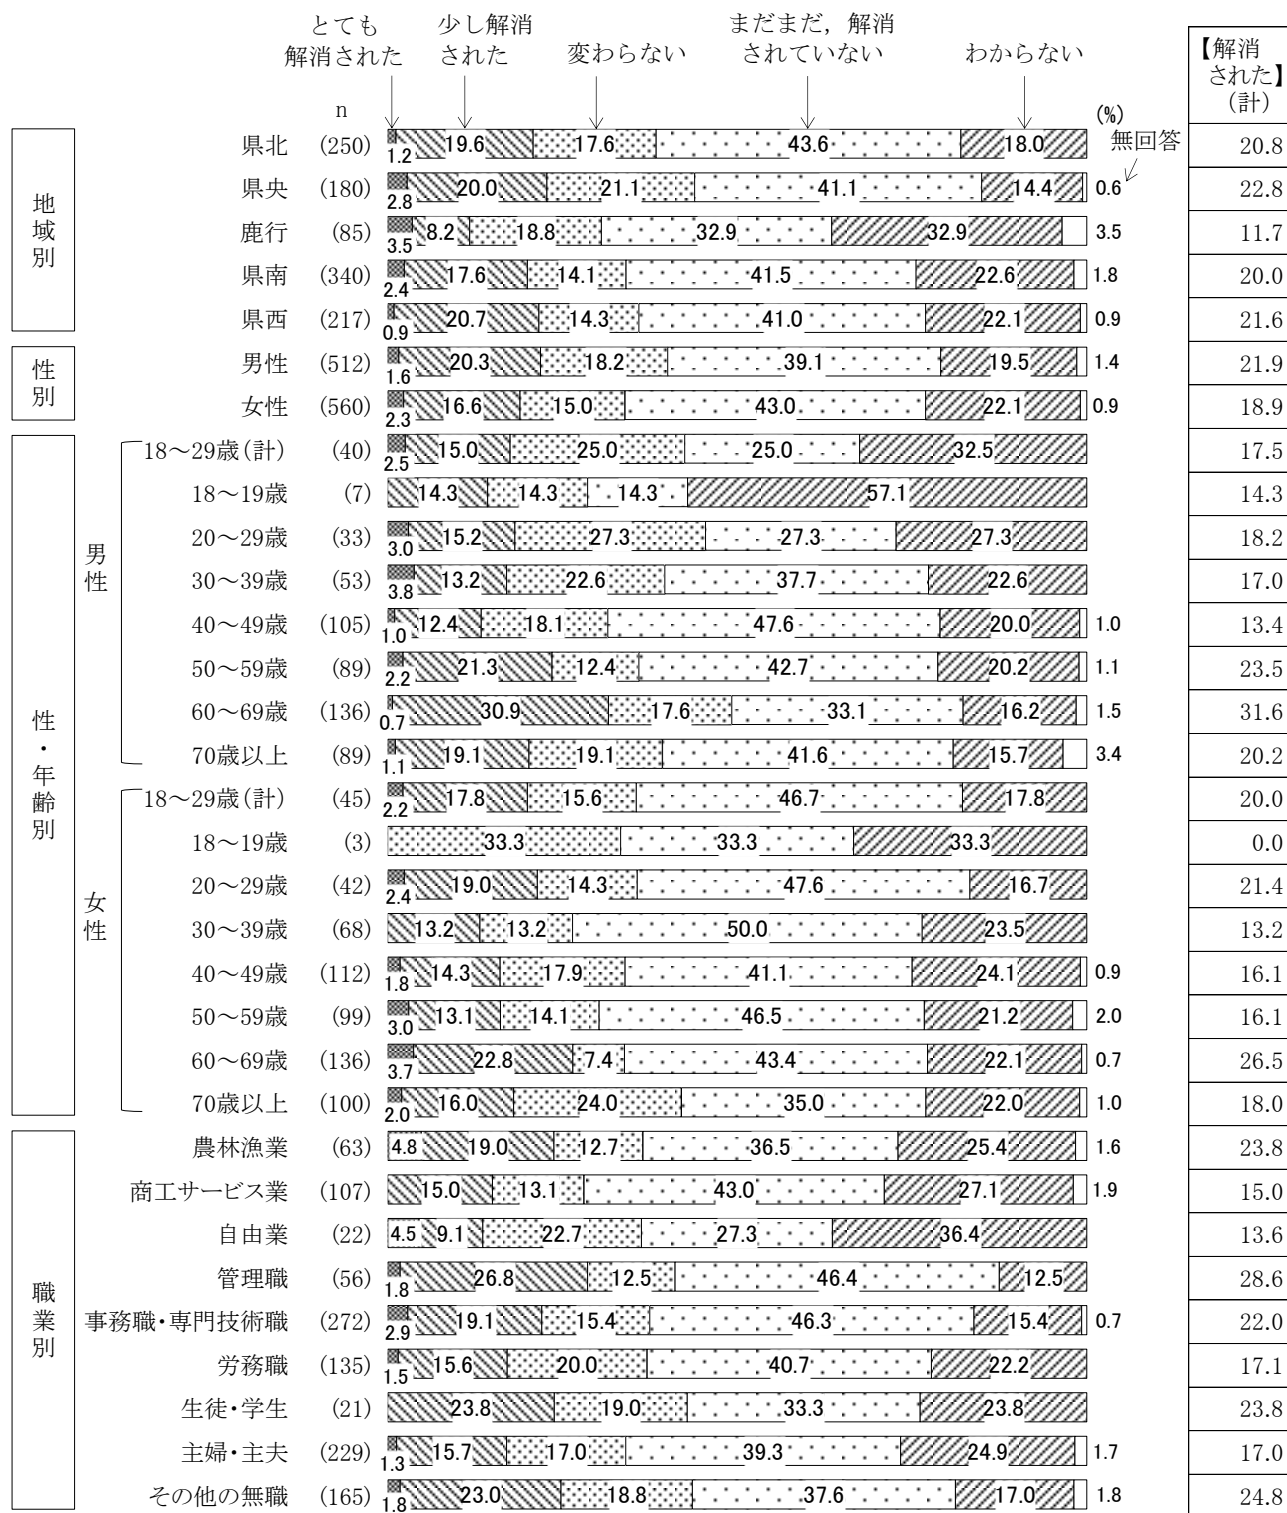 とても
解消された
少し解消
された
変わらない
まだまだ，解消
されていない
わからない
【解消
された】
(計)
n
(%)
無回答
地域別
県北 (250) 1.2 19.6 17.6 43.6 18.0 20.8
県央 (180) 2.8 20.0 21.1 41.1 14.4 0.6 22.8
鹿行 (85) 3.5 8.2 18.8 32.9 32.9 3.5 11.7
県南 (340) 2.4 17.6 14.1 41.5 22.6 1.8 20.0
県西 (217) 0.9 20.7 14.3 41.0 22.1 0.9 21.6
性別
男性 (512) 1.6 20.3 18.2 39.1 19.5 1.4 21.9
女性 (560) 2.3 16.6 15.0 43.0 22.1 0.9 18.9
性・年齢別
男性
18～29歳(計) (40) 2.5 15.0 25.0 25.0 32.5 17.5
18～19歳 (7) 14.3 14.3 14.3 57.1 14.3
20～29歳 (33) 3.0 15.2 27.3 27.3 27.3 18.2
30～39歳 (53) 3.8 13.2 22.6 37.7 22.6 17.0
40～49歳 (105) 1.0 12.4 18.1 47.6 20.0 1.0 13.4
50～59歳 (89) 2.2 21.3 12.4 42.7 20.2 1.1 23.5
60～69歳 (136) 0.7 30.9 17.6 33.1 16.2 1.5 31.6
70歳以上 (89) 1.1 19.1 19.1 41.6 15.7 3.4 20.2
女性
18～29歳(計) (45) 2.2 17.8 15.6 46.7 17.8 20.0
18～19歳 (3) 33.3 33.3 33.3 0.0
20～29歳 (42) 2.4 19.0 14.3 47.6 16.7 21.4
30～39歳 (68) 13.2 13.2 50.0 23.5 13.2
40～49歳 (112) 1.8 14.3 17.9 41.1 24.1 0.9 16.1
50～59歳 (99) 3.0 13.1 14.1 46.5 21.2 2.0 16.1
60～69歳 (136) 3.7 22.8 7.4 43.4 22.1 0.7 26.5
70歳以上 (100) 2.0 16.0 24.0 35.0 22.0 1.0 18.0
職業別
農林漁業 (63) 4.8 19.0 12.7 36.5 25.4 1.6 23.8
商工サービス業 (107) 15.0 13.1 43.0 27.1 1.9 15.0
自由業 (22) 4.5 9.1 22.7 27.3 36.4 13.6
管理職 (56) 1.8 26.8 12.5 46.4 12.5 28.6
事務職・専門技術職 (272) 2.9 19.1 15.4 46.3 15.4 0.7 22.0
労務職 (135) 1.5 15.6 20.0 40.7 22.2 17.1
生徒・学生 (21) 23.8 19.0 33.3 23.8 23.8
主婦・主夫 (229) 1.3 15.7 17.0 39.3 24.9 1.7 17.0
その他の無職 (165) 1.8 23.0 18.8 37.6 17.0 1.8 24.8